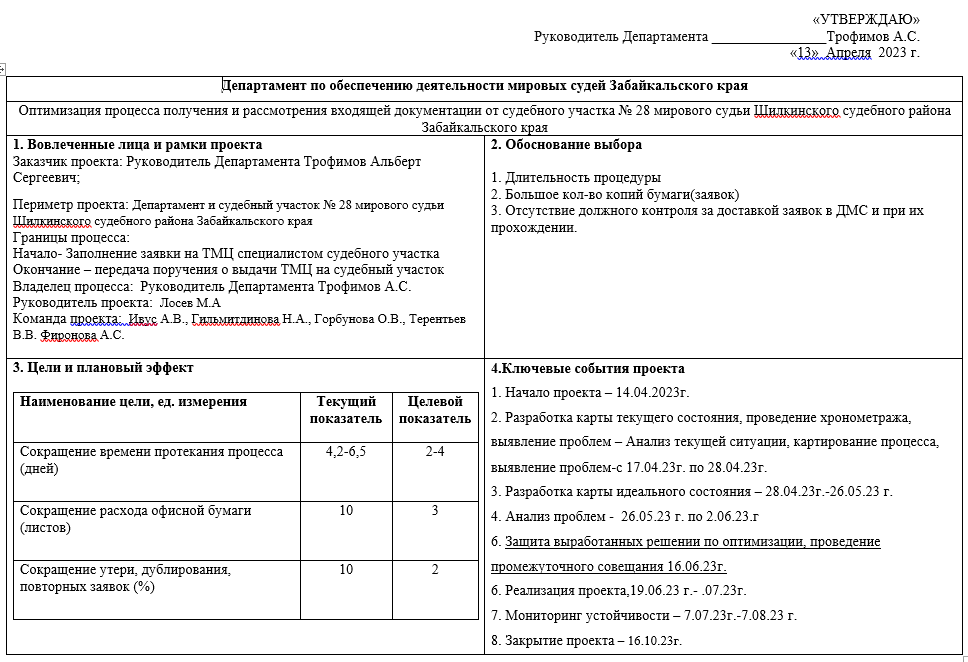 «УТВЕРЖДАЮ»
Руководитель Департамента ________________Трофимов А.С.
«13» Апреля 2023 г.
Департамент по обеспечению деятельности мировых судей Забайкальского края
Оптимизация процесса получения и рассмотрения входящей документации от судебного участка № 28 мирового судьи Шилкинского судебного района
Забайкальского края
1. Вовлеченные лица и рамки проекта
Заказчик проекта: Руководитель Департамента Трофимов Альберт
Сергеевич;
Периметр проекта: Департамент и судебный участок № 28 мирового судьи
Шилкинского судебного района Забайкальского края
Границы процесса:
Начало- Заполнение заявки на ТМЦ специалистом судебного участка
Окончание – передача поручения о выдачи ТМЦ на судебный участок
Владелец процесса: Руководитель Департамента Трофимов А.С.
Руководитель проекта: Лосев М.А
Команда проекта: Ивус А.В., Гильмитдинова Н.А., Горбунова О.В., Терентьев
В.В. Фиронова А.С.
2. Обоснование выбора
1. Длительность процедуры
2. Большое кол-во копий бумаги(заявок)
3. Отсутствие должного контроля за доставкой заявок в ДМС и при их
прохождении.
3. Цели и плановый эффект
Наименование цели, ед. измерения
Текущий
показатель
Целевой
показатель
Сокращение времени протекания процесса
(дней)
4,2-6,5
2-4
Сокращение расхода офисной бумаги
(листов)
10
3
Сокращение утери, дублирования,
повторных заявок (%)
10
2
4.Ключевые события проекта
1. Начало проекта – 14.04.2023г.
2. Разработка карты текущего состояния, проведение хронометража,
выявление проблем – Анализ текущей ситуации, картирование процесса,
выявление проблем-с 17.04.23г. по 28.04.23г.
3. Разработка карты идеального состояния – 28.04.23г.-26.05.23 г.
4. Анализ проблем - 26.05.23 г. по 2.06.23.г
6. Защита выработанных решении по оптимизации, проведение
промежуточного совещания 16.06.23г.
6. Реализация проекта,19.06.23 г.- .07.23г.
7. Мониторинг устойчивости – 7.07.23г.-7.08.23 г.
8. Закрытие проекта – 16.10.23г.